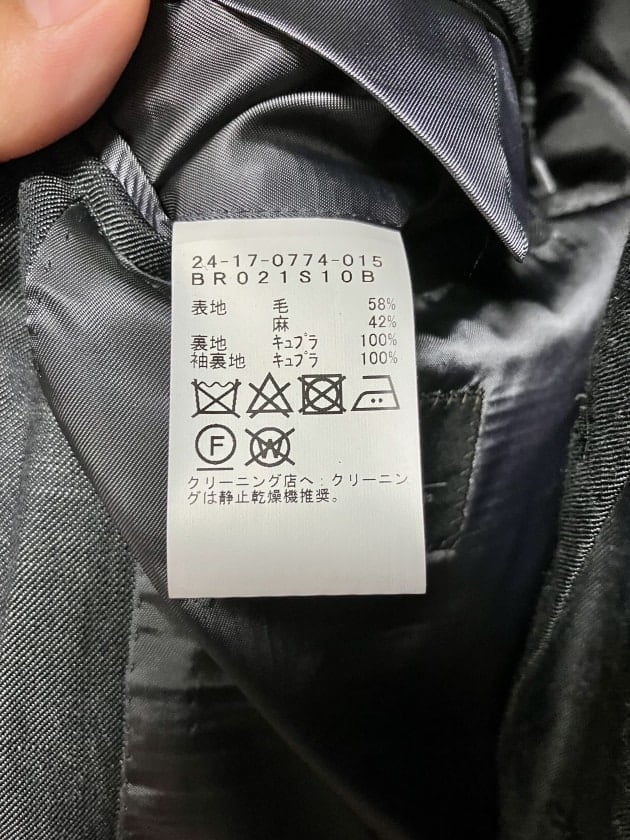 24-17-0774-015
BR021S10B
表地 毛 58%
麻 42%
裏地 ｷｭﾌﾟﾗ 100%
袖裏地 ｷｭﾌﾟﾗ 100%
F W
クリーニング店へ：クリーニン
グは静止乾燥機推奨。